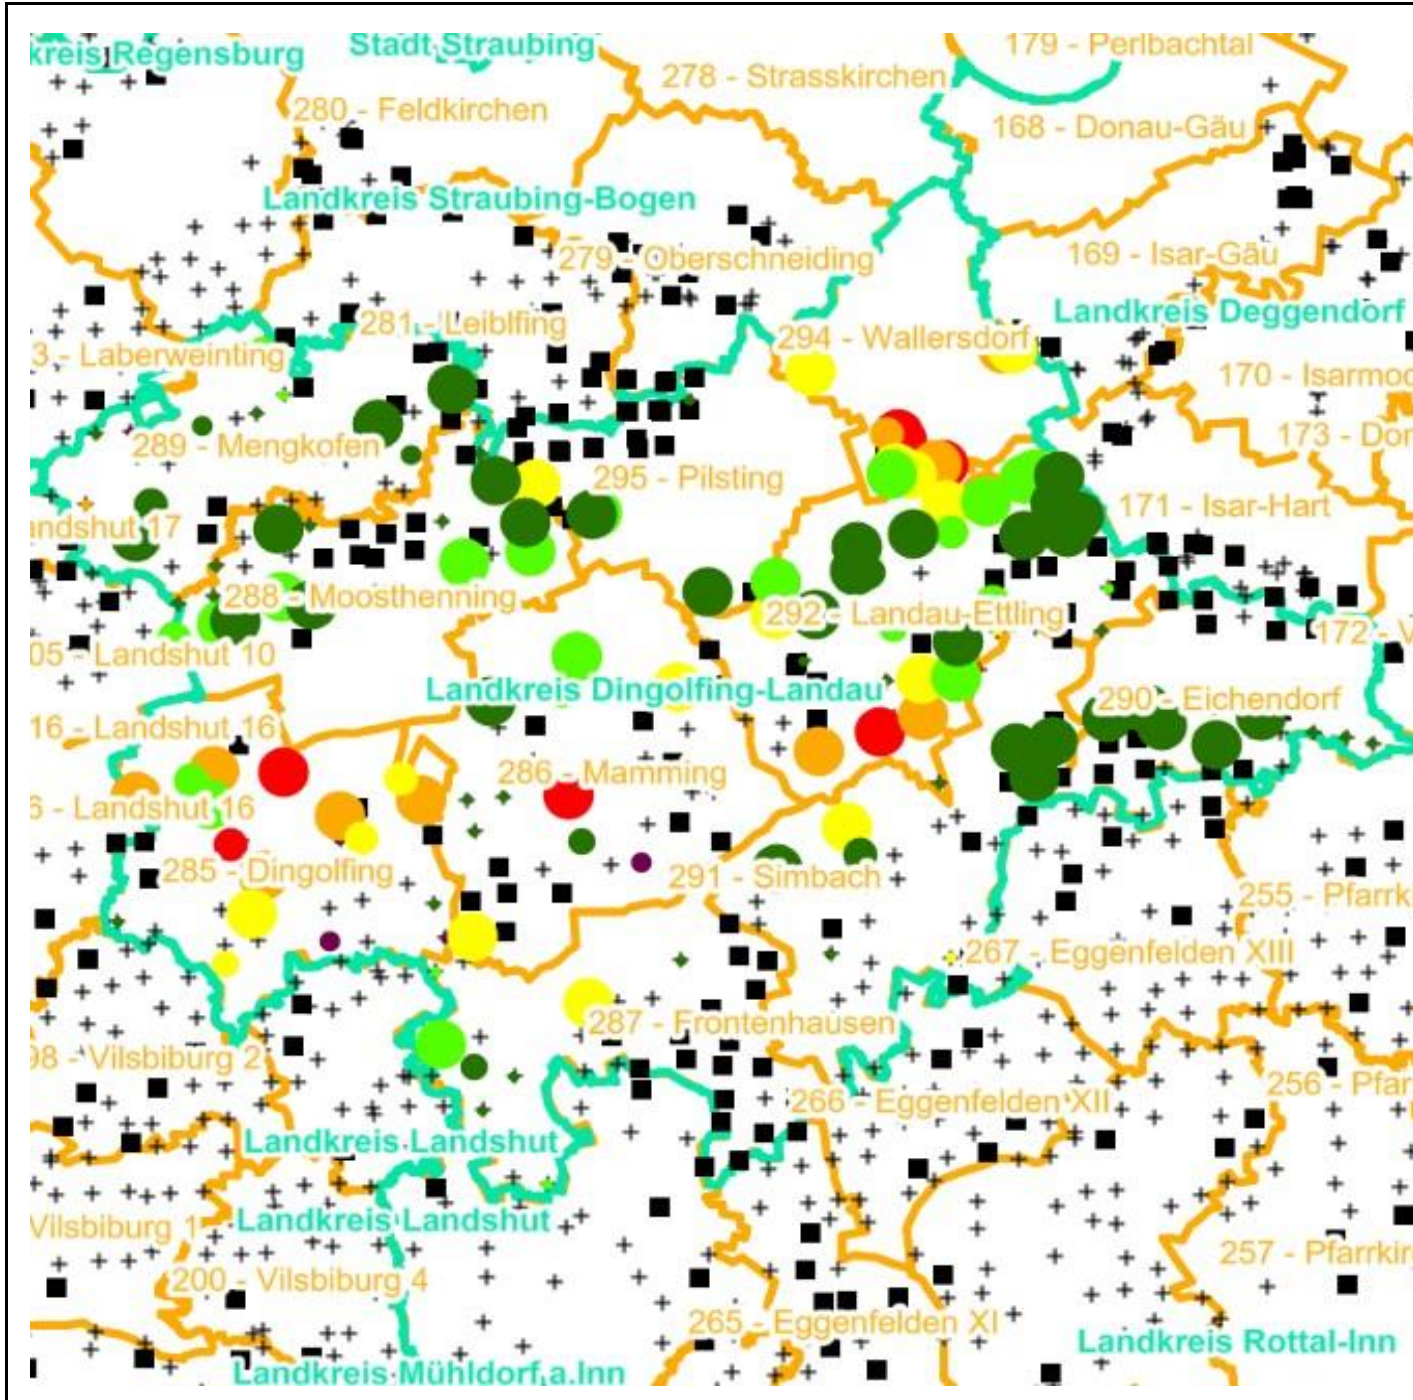 Stadt Straubing
179 - Perlbachtal
kreis Regensburg
278 - Strasskirchen
280 - Feldkirchen
168 - Donau-Gäu
Landkreis Straubing-Bogen
279 - Oberschneiding
169 - Isar-Gäu
Landkreis Deggendorf
281 - Leiblfing
294 - Wallersdorf
3 - Laberweinting
170 - Isarmoo
289 - Mengkofen
173 - Don
295 - Pilsting
171 - Isar-Hart
andshut 17
288 - Moosthenning
292 - Landau-Ettling
172 - V
05 - Landshut 10
Landkreis Dingolfing-Landau
290 - Eichendorf
16 - Landshut 16
286 - Mamming
6 - Landshut 16
285 - Dingolfing
291 - Simbach
255 - Pfarrk
267 - Eggenfelden XIII
287 - Frontenhausen
98 - Vilsbiburg 2
256 - Pfar
266 - Eggenfelden XII
Landkreis Landshut
Vilsbiburg 1
Landkreis Landshut
257 - Pfarrkir
200 - Vilsbiburg 4
265 - Eggenfelden XI
Landkreis Rottal-Inn
Landkreis Mühldorf a.Inn